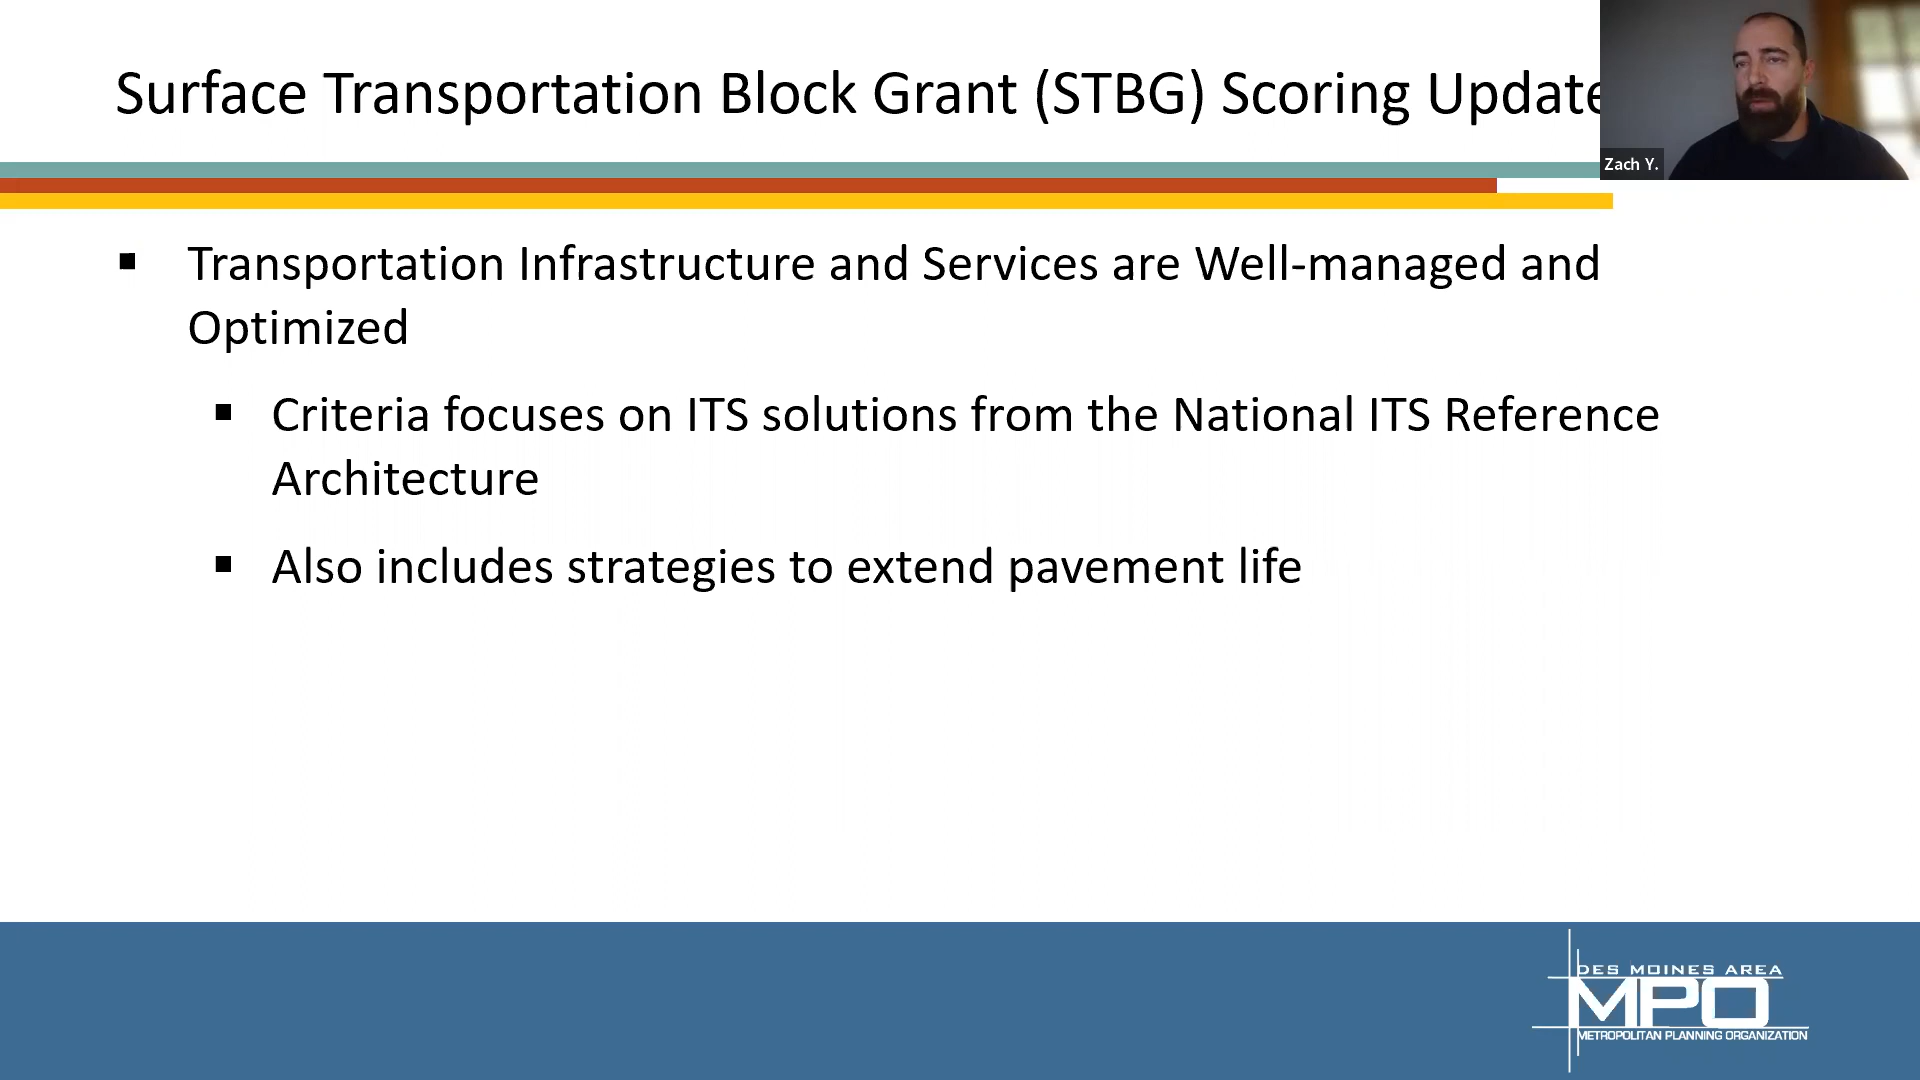 Surface Transportation Block Grant (STBG) Scoring Update
Zach Y.
▪ Transportation Infrastructure and Services are Well-managed and
Optimized
▪ Criteria focuses on ITS solutions from the National ITS Reference
Architecture
▪ Also includes strategies to extend pavement life
DES MOINES AREA
MPO
METROPOLITAN PLANNING ORGANIZATION